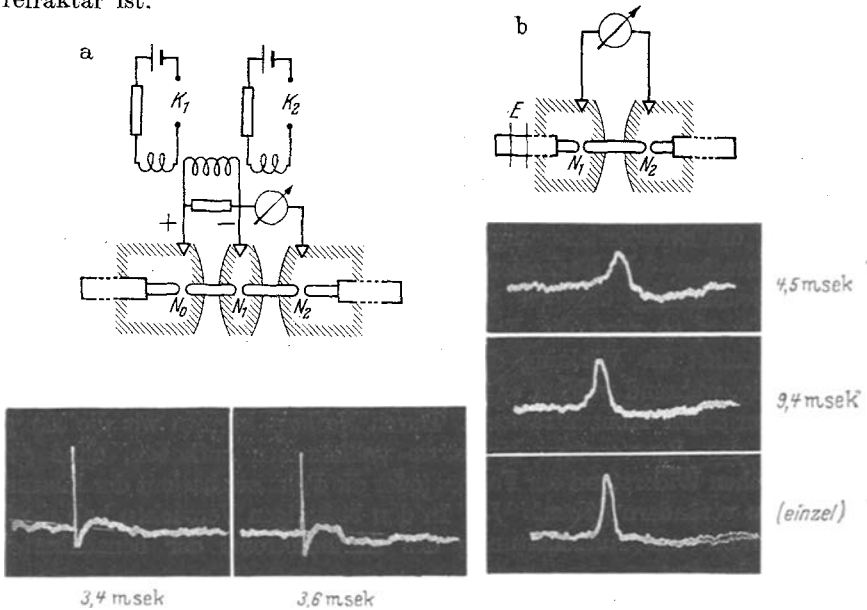 refraktär ist.
a
b
K1
K2
+
−
E
N0
N1
N2
N1
N2
4,5 msek
9,4 msek
(einzel)
3,4 msek
3,6 msek